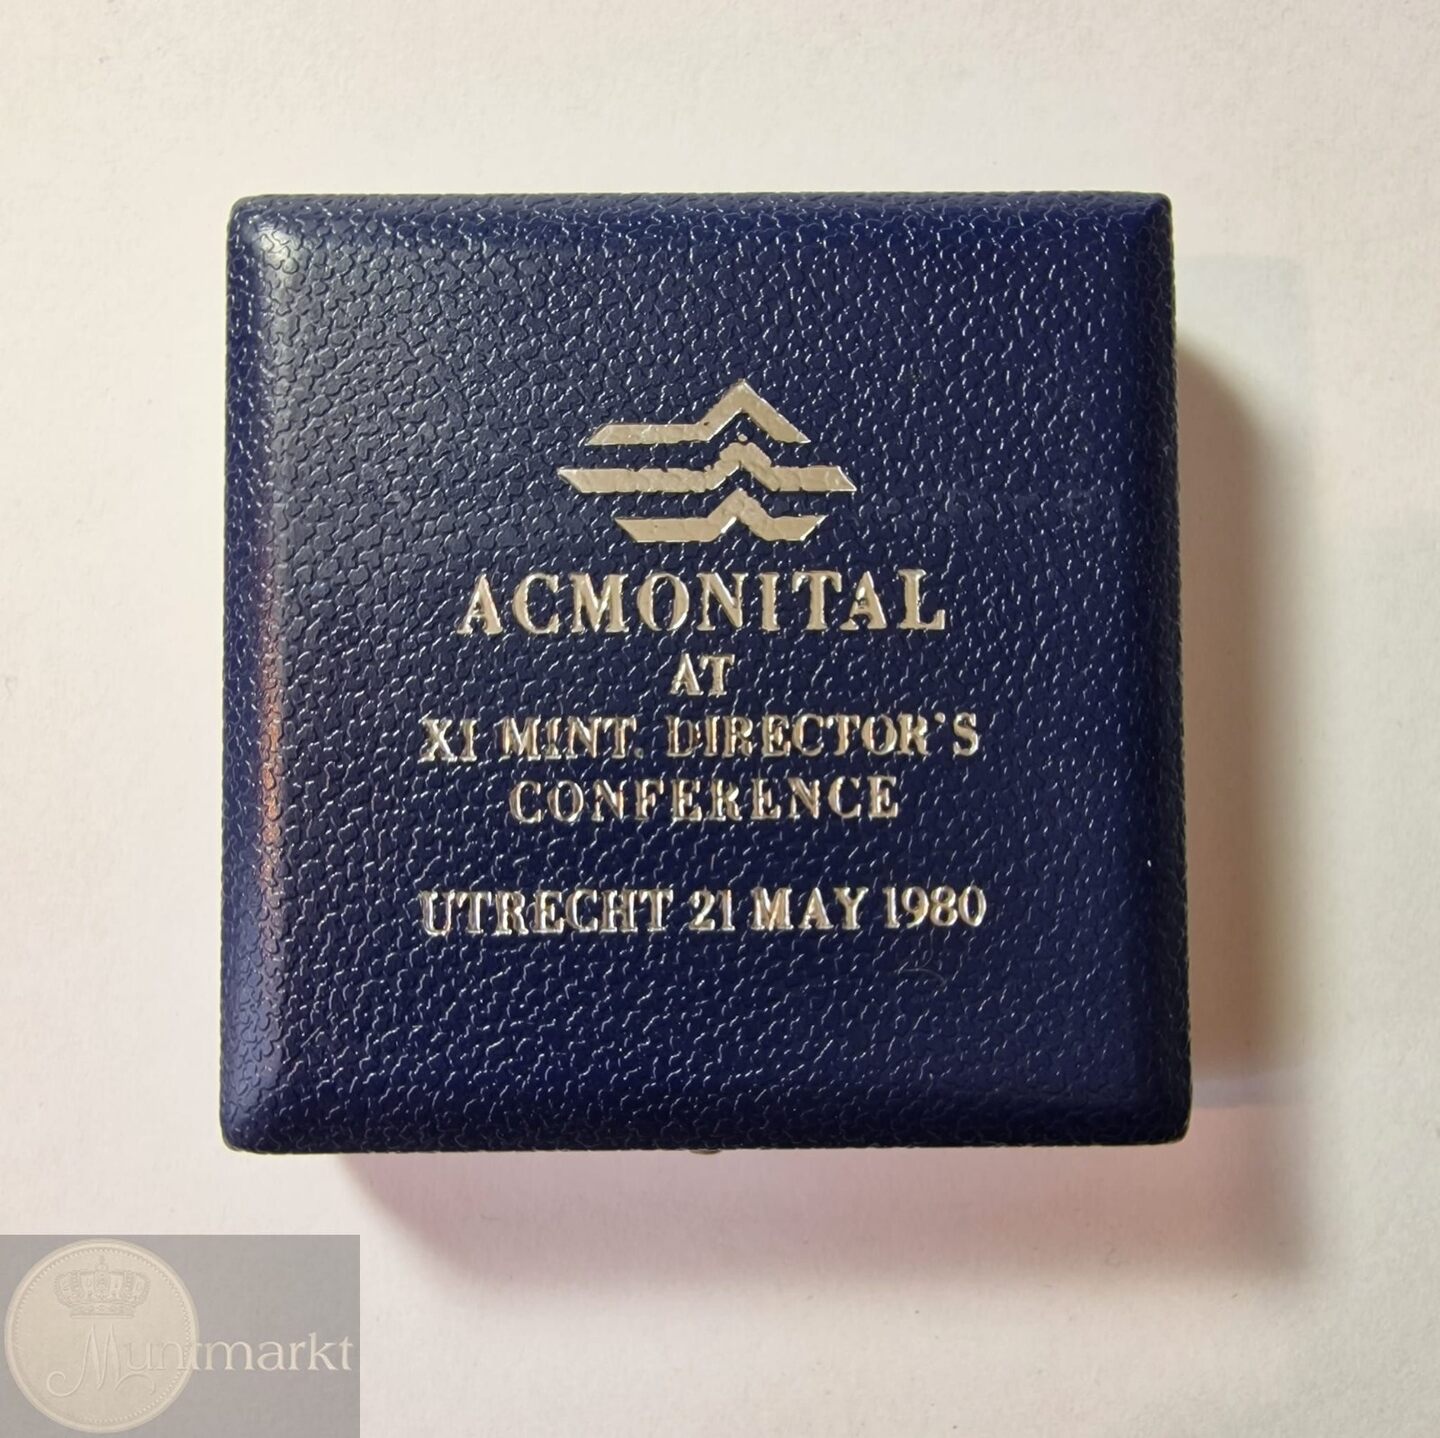 ACMONITAL
AT
XI MINT. DIRECTOR'S
CONFERENCE
UTRECHT 21 MAY 1980
Muntmarkt